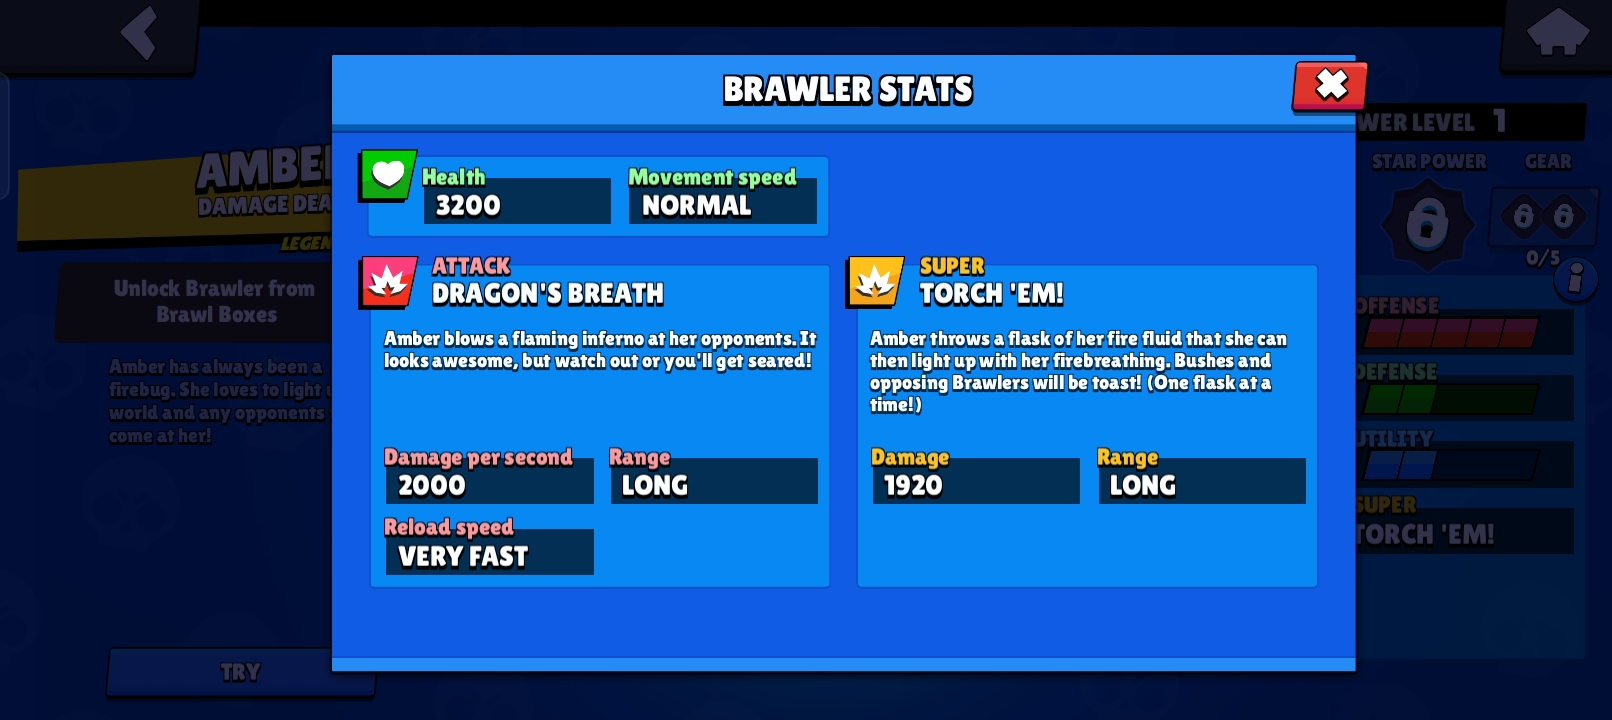 BRAWLER STATS
Health
3200
Movement speed
NORMAL
ATTACK
DRAGON'S BREATH
Amber blows a flaming inferno at her opponents. It
looks awesome, but watch out or you'll get seared!
Damage per second
2000
Range
LONG
Reload speed
VERY FAST
SUPER
TORCH 'EM!
Amber throws a flask of her fire fluid that she can
then light up with her firebreathing. Bushes and
opposing Brawlers will be toast! (One flask at a
time!)
Damage
1920
Range
LONG
AMBE
DAMAGE DEA
LEGEN
Unlock Brawler from
Brawl Boxes
Amber has always been a
firebug. She loves to light
world and any opponents
come at her!
TRY
WER LEVEL 1
STAR POWER
GEAR
0/5
OFFENSE
DEFENSE
UTILITY
SUPER
TORCH 'EM!